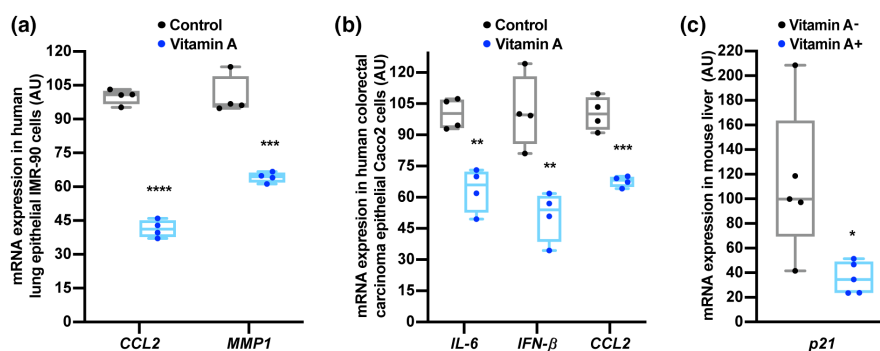 (a)
Control
Vitamin A
mRNA expression in human
lung epithelial IMR-90 cells (AU)
120
105
90
75
60
45
30
15
0
****
***
CCL2
MMP1
(b)
Control
Vitamin A
mRNA expresion in human colorectal
carcinoma epithelial Caco2 cells (AU)
120
105
90
75
60
45
30
15
0
**
**
***
IL-6
IFN-β
CCL2
(c)
Vitamin A-
Vitamin A+
mRNA expression in mouse liver (AU)
220
200
180
160
140
120
100
80
60
40
20
0
*
p21